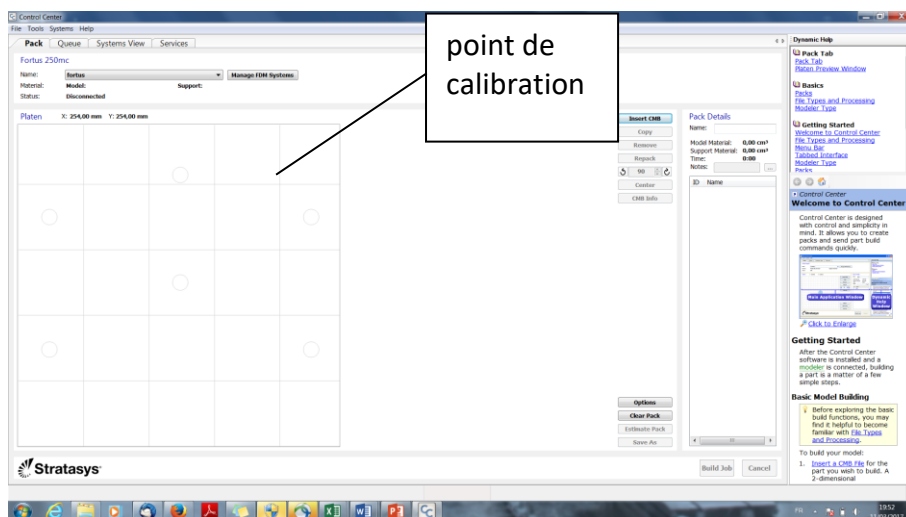 Control Center
File Tools Systems Help
Pack Queue Systems View Services
Fortus 250mc
Name: fortus Manage FDM Systems
Material: Model: Support:
Status: Disconnected
Platen X: 254,00 mm Y: 254,00 mm
point de
calibration
Insert CMB
Copy
Remove
Repack
90
Center
CMB Info
Options
Clear Pack
Estimate Pack
Save As
Pack Details
Name:
Model Material: 0,00 cm³
Support Material: 0,00 cm³
Time: 0:00
Notes: ...
ID Name
Build Job Cancel
Stratasys
Dynamic Help
Pack Tab
Pack Tab
Platen Preview Window
Basics
Packs
File Types and Processing
Modeler Type
Getting Started
Welcome to Control Center
File Types and Processing
Menu Bar
Tabbed Interface
Modeler Type
Packs
Control Center
Welcome to Control Center
Control Center is designed
with control and simplicity in
mind. It allows you to create
packs and send part build
commands quickly.
Main Application Window
Dynamic
Help
Window
Click to Enlarge
Getting Started
After the Control Center
software is installed and a
modeler is connected, building
a part is a matter of a few
simple steps.
Basic Model Building
Before exploring the basic
build functions, you may
find it helpful to become
familiar with File Types
and Processing.
To build your model:
1. Insert a CMB File for the
part you wish to build. A
2-dimensional
FR
19:52